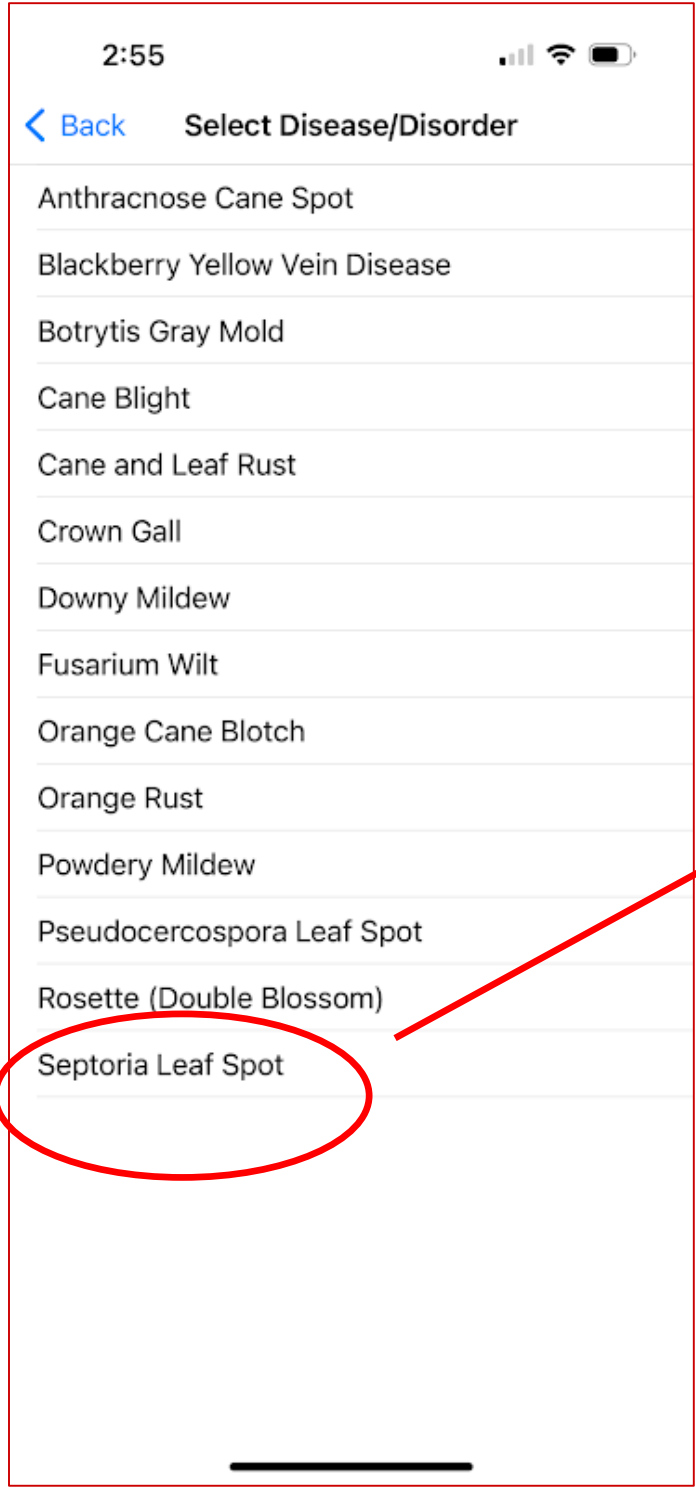 2:55
Back Select Disease/Disorder
Anthracnose Cane Spot
Blackberry Yellow Vein Disease
Botrytis Gray Mold
Cane Blight
Cane and Leaf Rust
Crown Gall
Downy Mildew
Fusarium Wilt
Orange Cane Blotch
Orange Rust
Powdery Mildew
Pseudocercospora Leaf Spot
Rosette (Double Blossom)
Septoria Leaf Spot